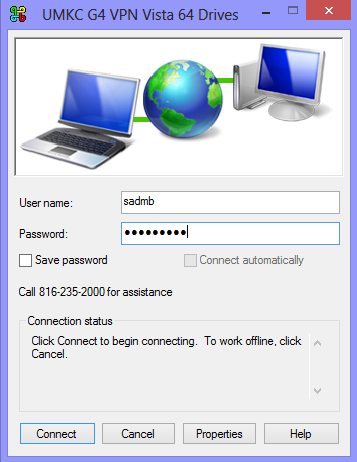 UMKC G4 VPN Vista 64 Drives
User name: sadmb
Password: ●●●●●●●●●
Save password Connect automatically
Call 816-235-2000 for assistance
Connection status
Click Connect to begin connecting. To work offline, click
Cancel.
Connect Cancel Properties Help